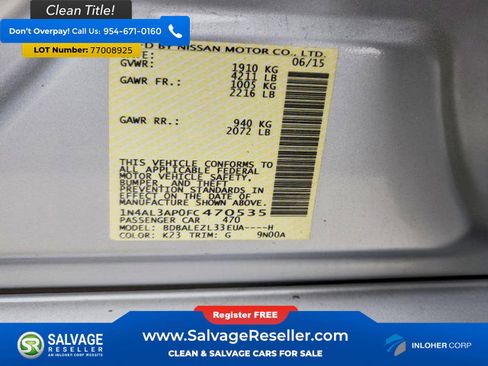 Clean Title!
Don't Overpay! Call Us: 954-671-0160
LOT Number: 77008925
BY NISSAN MOTOR CO., LTD.
06/15
GVWR: 1910 KG
4211 LB
GAWR FR.: 1005 KG
2216 LB
GAWR RR.: 940 KG
2072 LB
THIS VEHICLE CONFORMS TO
ALL APPLICABLE FEDERAL
MOTOR VEHICLE SAFETY,
BUMPER, AND THEFT
PREVENTION STANDARDS IN
EFFECT ON THE DATE OF
MANUFACTURE SHOWN ABOVE.
1N4AL3AP0FC470535
PASSENGER CAR 470
MODEL: BDBALEZL33EUA----H
COLOR: K23 TRIM: G 9N00A
Register FREE!
SALVAGE
RESELLER
AN INLOHER CORP WEBSITE
www.SalvageReseller.com
CLEAN & SALVAGE CARS FOR SALE
INLOHER CORP